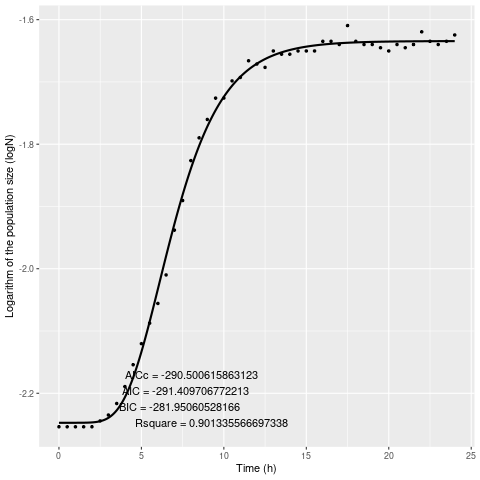 -1.6
-1.8
-2.0
-2.2
Logarithm of the population size (logN)
AICc = -290.500615863123
AIC = -291.409706772213
BIC = -281.95060528166
Rsquare = 0.901335566697338
0 5 10 15 20 25
Time (h)